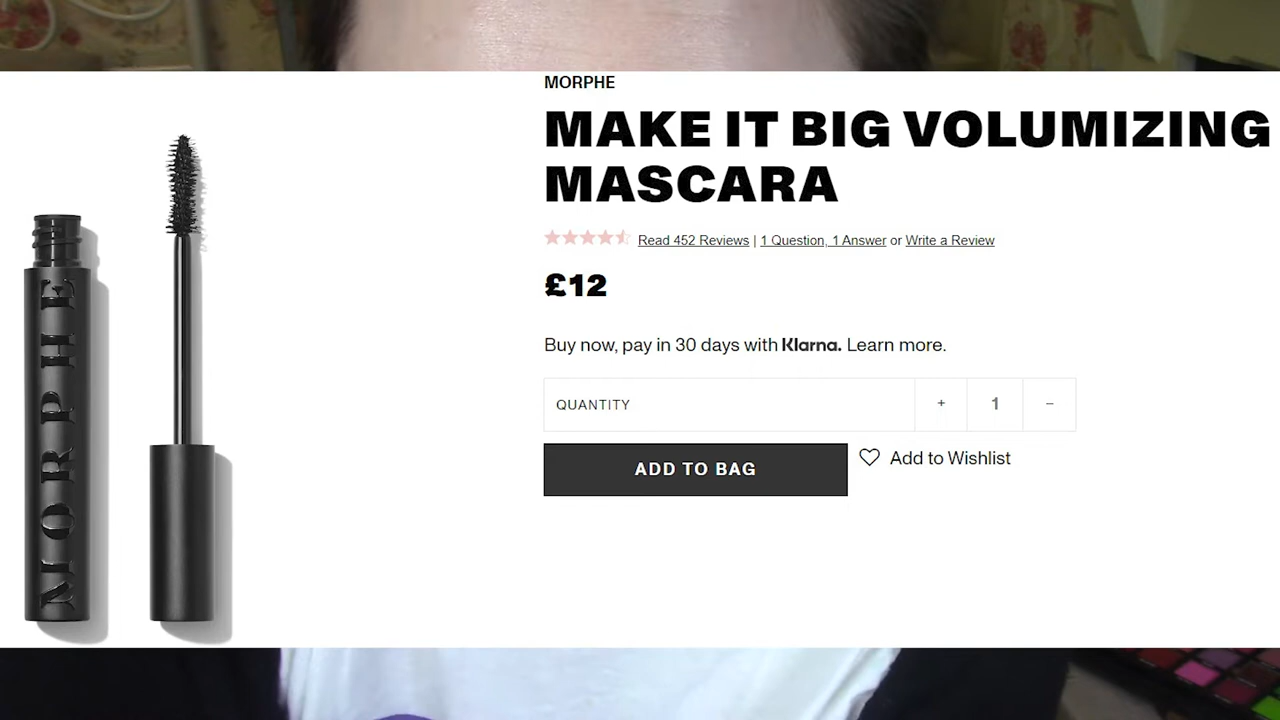 MORPHE
MAKE IT BIG VOLUMIZING
MASCARA
Read 452 Reviews | 1 Question, 1 Answer or Write a Review
£12
Buy now, pay in 30 days with Klarna. Learn more.
QUANTITY + 1 −
ADD TO BAG
Add to Wishlist
MORPHE